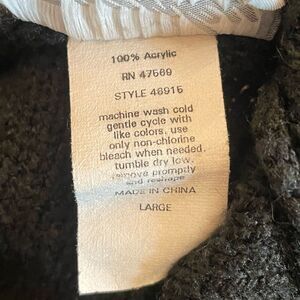 100% Acrylic
RN 47569
STYLE 46915
machine wash cold
gentle cycle with
like colors. use
only non-chlorine
bleach when needed.
tumble dry low.
remove promptly
and reshape
MADE IN CHINA
LARGE